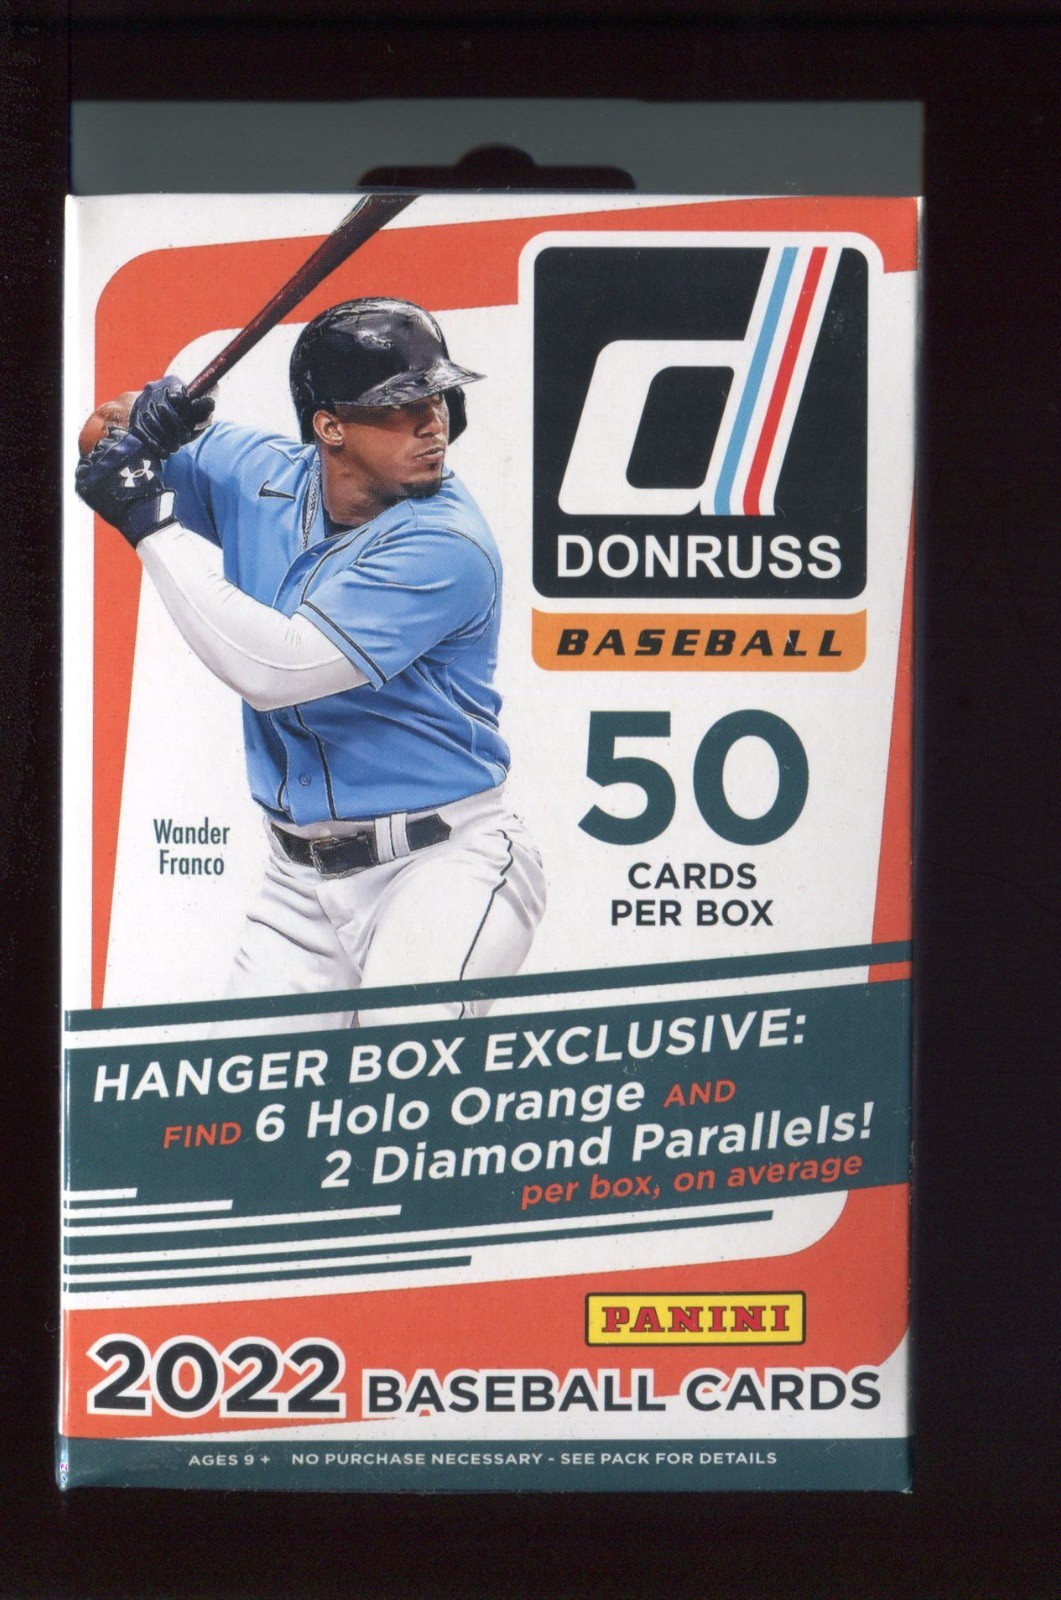 d
DONRUSS
BASEBALL
50
CARDS
PER BOX
Wander
Franco
HANGER BOX EXCLUSIVE:
FIND 6 Holo Orange AND
2 Diamond Parallels!
per box, on average
PANINI
2022 BASEBALL CARDS
AGES 9 + NO PURCHASE NECESSARY - SEE PACK FOR DETAILS